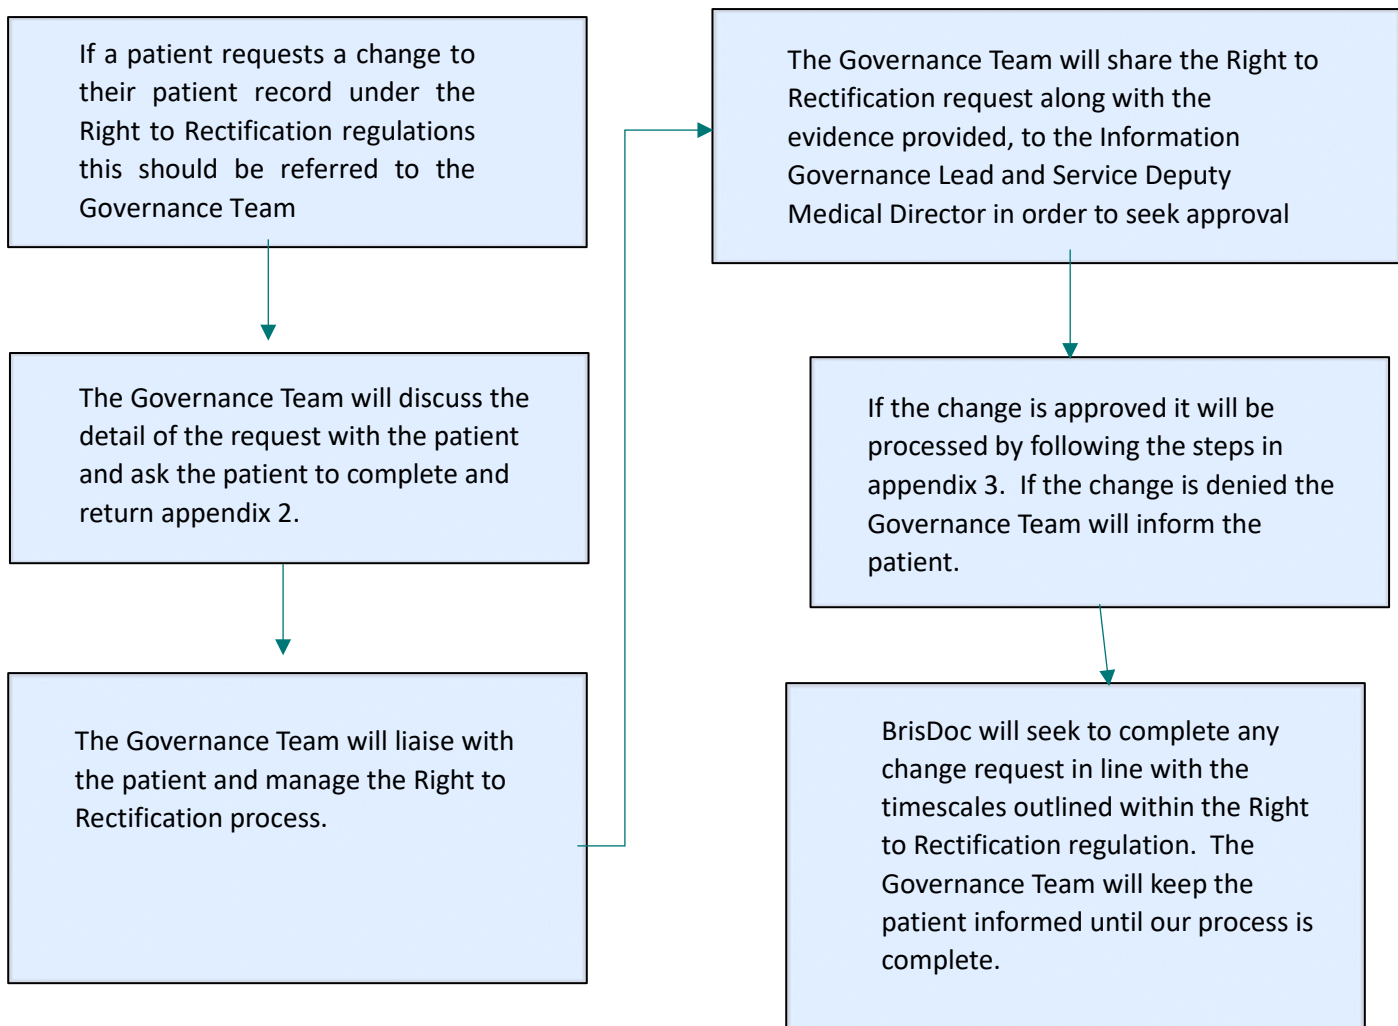 If a patient requests a change to
their patient record under the
Right to Rectification regulations
this should be referred to the
Governance Team
The Governance Team will discuss the
detail of the request with the patient
and ask the patient to complete and
return appendix 2.
The Governance Team will liaise with
the patient and manage the Right to
Rectification process.
The Governance Team will share the Right to
Rectification request along with the
evidence provided, to the Information
Governance Lead and Service Deputy
Medical Director in order to seek approval
If the change is approved it will be
processed by following the steps in
appendix 3.  If the change is denied the
Governance Team will inform the
patient.
BrisDoc will seek to complete any
change request in line with the
timescales outlined within the Right
to Rectification regulation.  The
Governance Team will keep the
patient informed until our process is
complete.